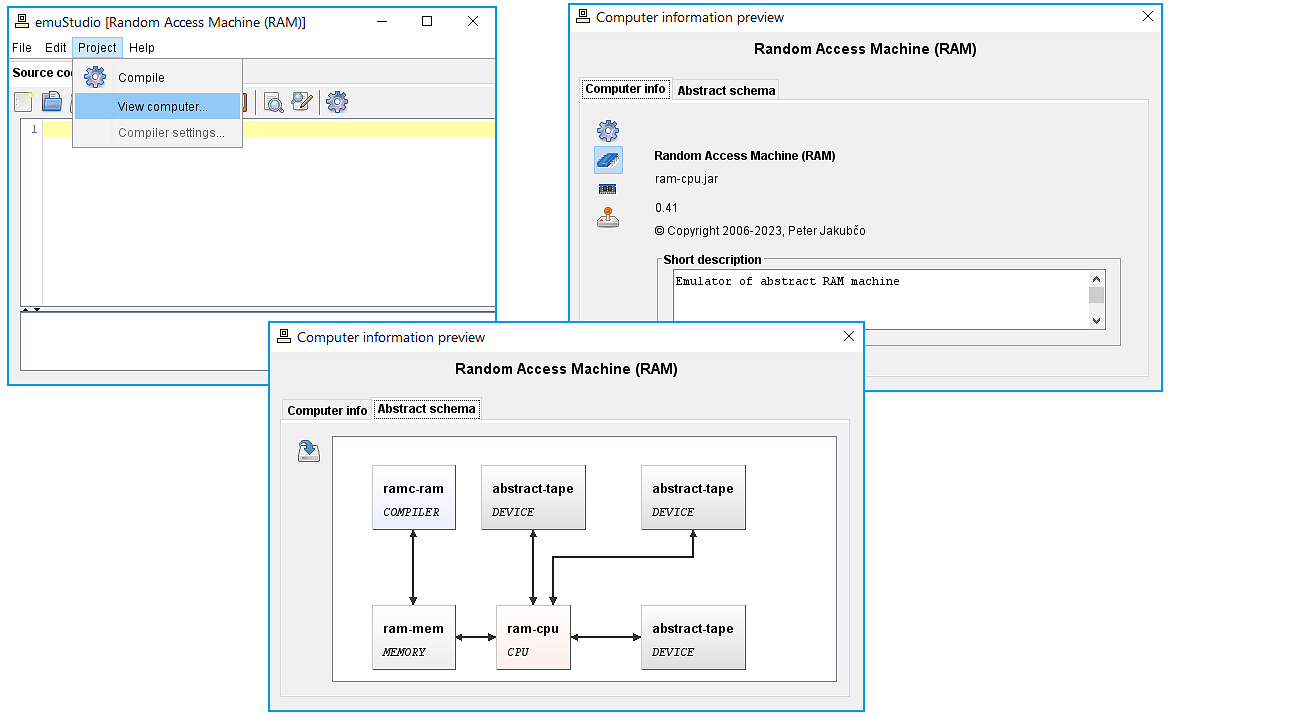 emuStudio [Random Access Machine (RAM)]
File Edit Project Help
Source co
Compile
View computer...
Compiler settings...
1
Computer information preview
Random Access Machine (RAM)
Computer info Abstract schema
Random Access Machine (RAM)
ram-cpu.jar
0.41
© Copyright 2006-2023, Peter Jakubčo
Short description
Emulator of abstract RAM machine
Computer information preview
Random Access Machine (RAM)
Computer info Abstract schema
ramc-ram abstract-tape abstract-tape
COMPILER DEVICE DEVICE
ram-mem ram-cpu abstract-tape
MEMORY CPU DEVICE